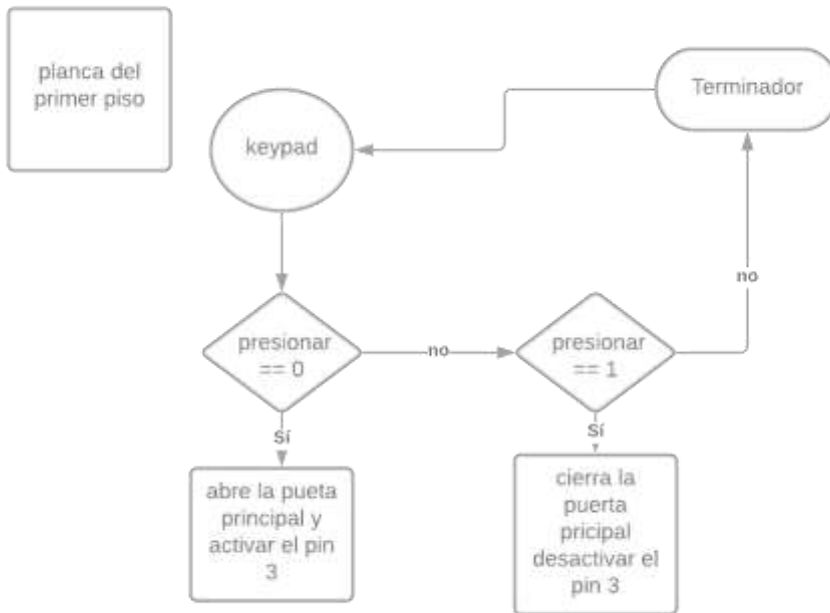 planca del
primer piso
Terminador
keypad
no
presionar
== 0
no
presionar
== 1
Sí
Sí
abre la pueta
principal y
activar el pin
3
cierra la
puerta
pricipal
desactivar el
pin 3